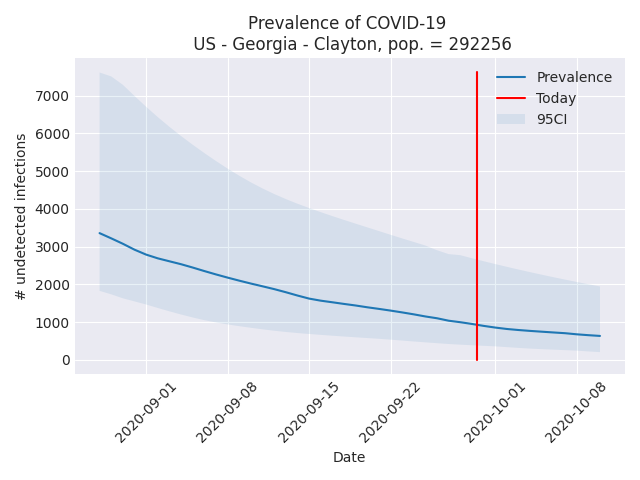 Prevalence of COVID-19
US - Georgia - Clayton, pop. = 292256
Prevalence
Today
95CI
# undetected infections
7000
6000
5000
4000
3000
2000
1000
0
2020-09-01
2020-09-08
2020-09-15
2020-09-22
2020-10-01
2020-10-08
Date